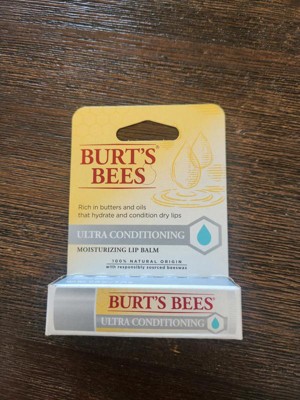 BURT'S
BEES®
Rich in butters and oils
that hydrate and condition dry lips
ULTRA CONDITIONING
MOISTURIZING LIP BALM
100% NATURAL ORIGIN
with responsibly sourced beeswax
BURT'S BEES®
ULTRA CONDITIONING